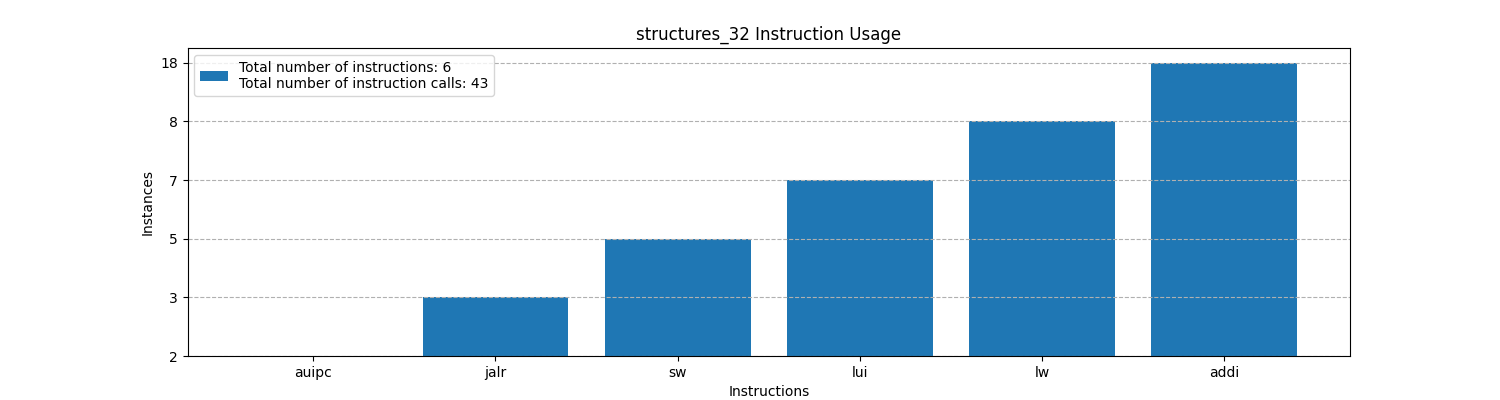 structures_32 Instruction Usage
Total number of instructions: 6
Total number of instruction calls: 43
18
8
7
5
3
2
Instances
auipc jalr sw lui lw addi
Instructions